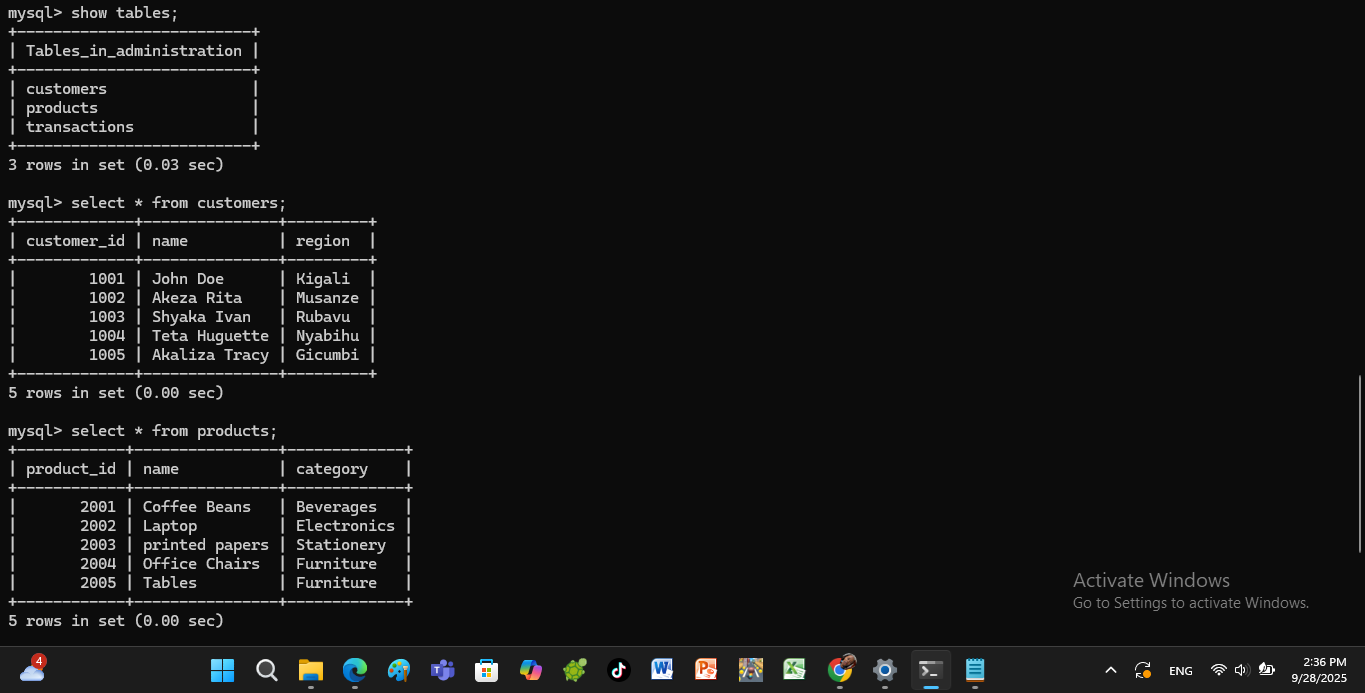 mysql> show tables;
+--------------------------+
| Tables_in_administration |
+--------------------------+
| customers                |
| products                 |
| transactions             |
+--------------------------+
3 rows in set (0.03 sec)
mysql> select * from customers;
+-------------+---------------+---------+
| customer_id | name          | region  |
+-------------+---------------+---------+
|        1001 | John Doe      | Kigali  |
|        1002 | Akeza Rita    | Musanze |
|        1003 | Shyaka Ivan   | Rubavu  |
|        1004 | Teta Huguette | Nyabihu |
|        1005 | Akaliza Tracy | Gicumbi |
+-------------+---------------+---------+
5 rows in set (0.00 sec)
mysql> select * from products;
+------------+----------------+-------------+
| product_id | name           | category    |
+------------+----------------+-------------+
|       2001 | Coffee Beans   | Beverages   |
|       2002 | Laptop         | Electronics |
|       2003 | printed papers | Stationery  |
|       2004 | Office Chairs  | Furniture   |
|       2005 | Tables         | Furniture   |
+------------+----------------+-------------+
5 rows in set (0.00 sec)
Activate Windows
Go to Settings to activate Windows.
4
ENG
2:36 PM
9/28/2025